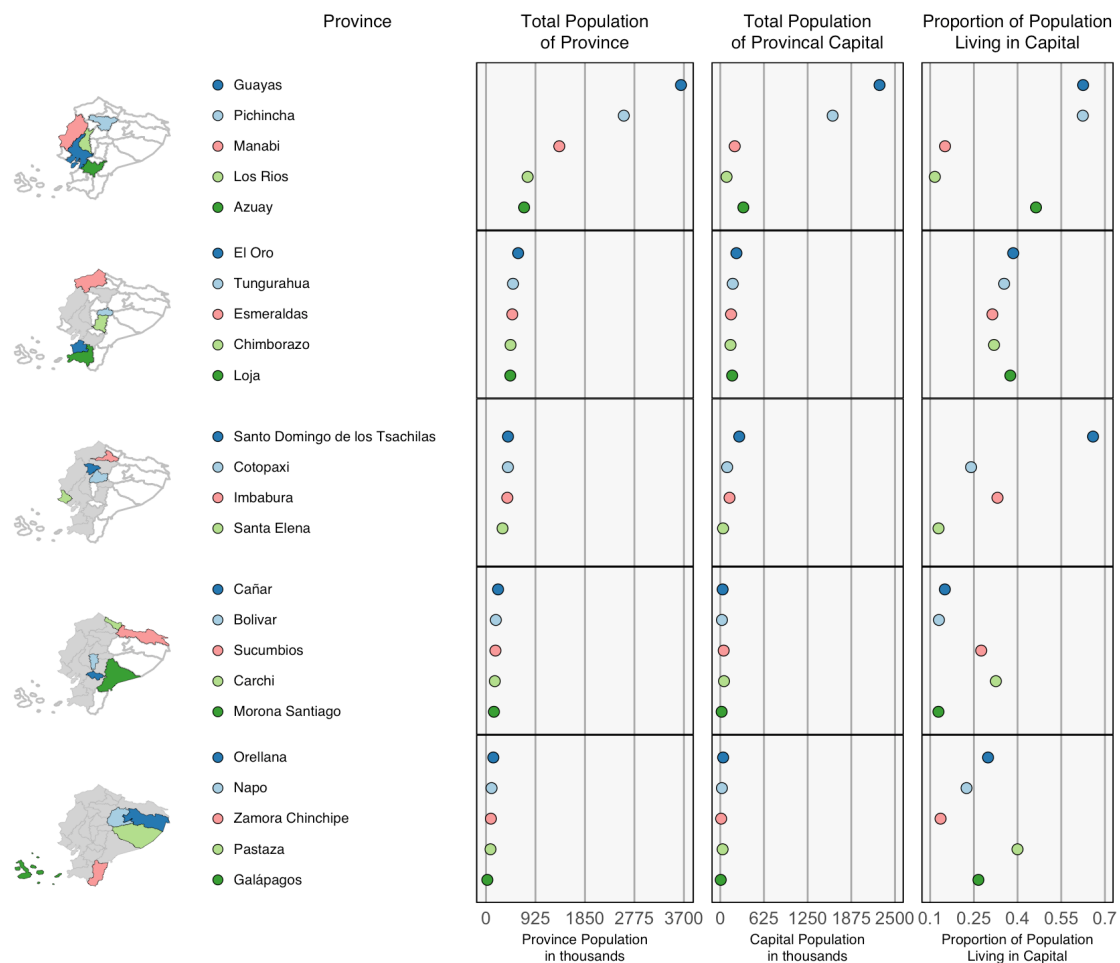 Province
Total Population
of Province
Total Population
of Provincal Capital
Proportion of Population
Living in Capital
Guayas
Pichincha
Manabi
Los Rios
Azuay
El Oro
Tungurahua
Esmeraldas
Chimborazo
Loja
Santo Domingo de los Tsachilas
Cotopaxi
Imbabura
Santa Elena
Cañar
Bolivar
Sucumbios
Carchi
Morona Santiago
Orellana
Napo
Zamora Chinchipe
Pastaza
Galápagos
0 925 1850 2775 3700
0 625 1250 1875 2500
0.1 0.25 0.4 0.55 0.7
Province Population
in thousands
Capital Population
in thousands
Proportion of Population
Living in Capital